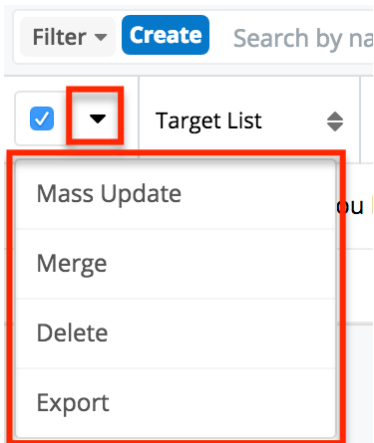 Filter Create Search by na
Target List
Mass Update
ou
Merge
Delete
Export